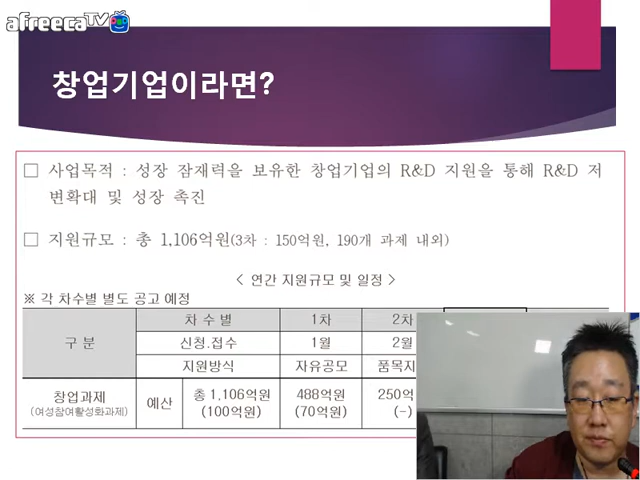 afreecaTV
창업기업이라면?
□ 사업목적 : 성장 잠재력을 보유한 창업기업의 R&D 지원을 통해 R&D 저
변확대 및 성장 촉진
□ 지원규모 : 총 1,106억원(3차 : 150억원, 190개 과제 내외)
< 연간 지원규모 및 일정 >
※ 각 차수별 별도 공고 예정
구 분 차 수 별 1차 2차
신청.접수 1월 2월
지원방식 자유공모 품목지
창업과제 예산 총 1,106억원 488억원 250억
(여성참여활성화과제) (100억원) (70억원) (-)